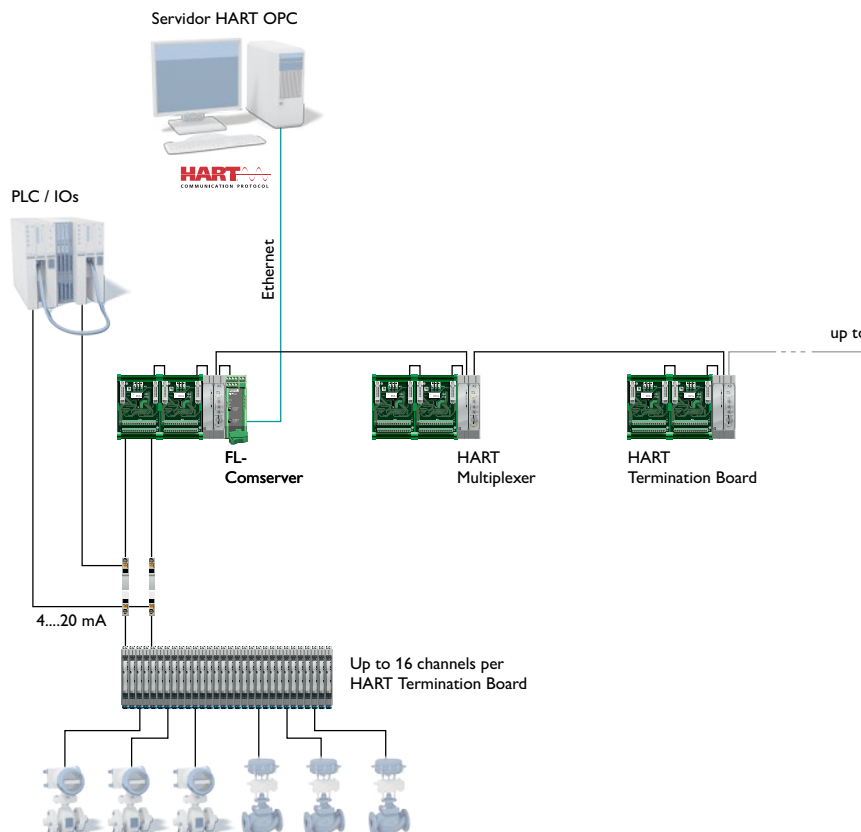 Servidor HART OPC
HART
COMMUNICATION PROTOCOL
PLC / IOs
Ethernet
up to
FL-
Comserver
HART
Multiplexer
HART
Termination Board
4....20 mA
Up to 16 channels per
HART Termination Board